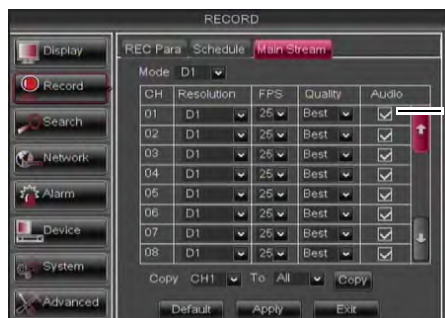 RECORD
Display
Record
Search
Network
Alarm
Device
System
Advanced
REC Para Schedule Main Stream
Mode D1
CH Resolution FPS Quality Audio
01 D1 25 Best
02 D1 25 Best
03 D1 25 Best
04 D1 25 Best
05 D1 25 Best
06 D1 25 Best
07 D1 25 Best
08 D1 25 Best
Copy CH1 To All Copy
Default Apply Exit